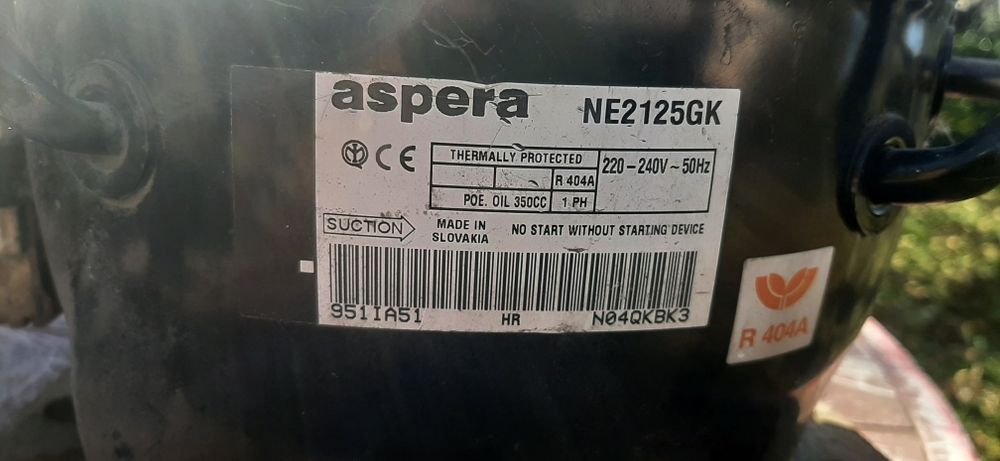 aspera NE2125GK
CE
THERMALLY PROTECTED
220-240V~50Hz
R 404A
POE. OIL 350CC
1 PH
SUCTION
MADE IN
SLOVAKIA
NO START WITHOUT STARTING DEVICE
951IA51 HR N04QKBK3
R 404A